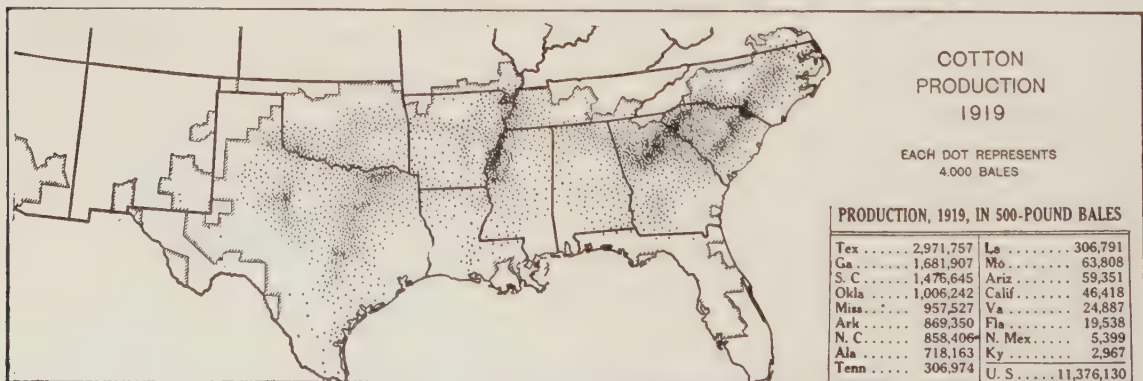 COTTON
PRODUCTION
1919
EACH DOT REPRESENTS
4,000 BALES
PRODUCTION, 1919, IN 500-POUND BALES
Tex ....... 2,971,757
Ga ........ 1,681,907
S. C ....... 1,476,645
Okla ...... 1,006,242
Miss....... 957,527
Ark ....... 869,350
N. C ....... 858,406
Ala ....... 718,163
Tenn ...... 306,974
La ......... 306,791
Mo ........ 63,808
Ariz ....... 59,351
Calif ....... 46,418
Va ......... 24,887
Fla ........ 19,538
N. Mex..... 5,399
Ky ........ 2,967
U. S ..... 11,376,130